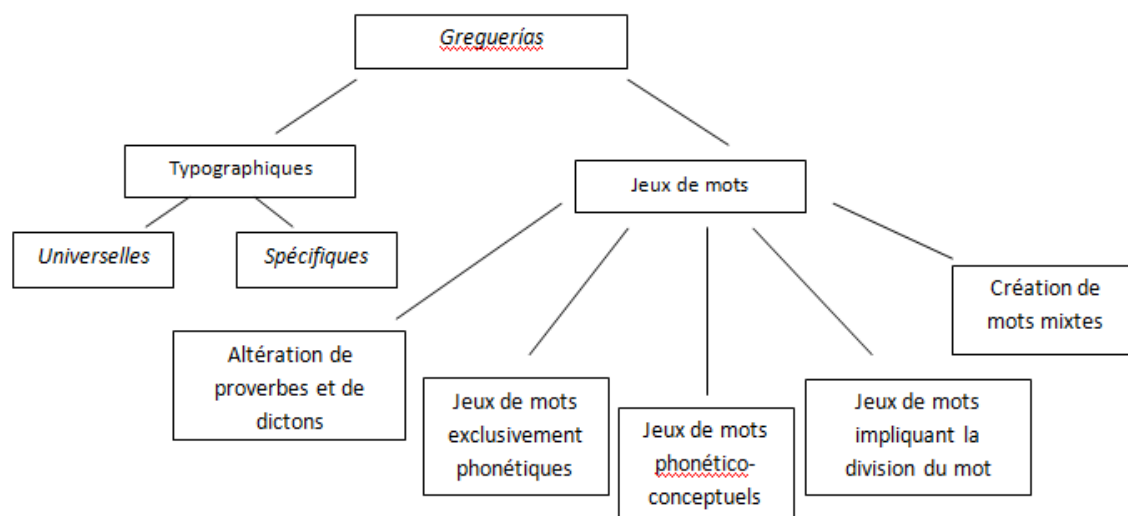 Greguerías
Typographiques
Jeux de mots
Universelles
Spécifiques
Altération de
proverbes et de
dictons
Jeux de mots
exclusivement
phonétiques
Jeux de mots
phonético-
conceptuels
Jeux de mots
impliquant la
division du mot
Création de
mots mixtes